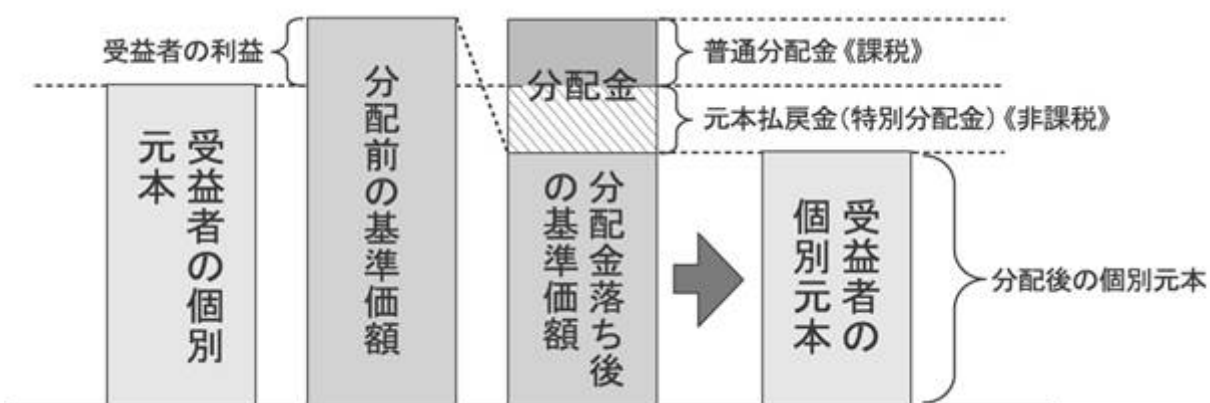 受益者の利益
受益者の個別
元本
分配前の基準価額
分配金
分配金落ち後
の基準価額
普通分配金《課税》
元本払戻金(特別分配金)《非課税》
受益者の
個別元本
分配後の個別元本